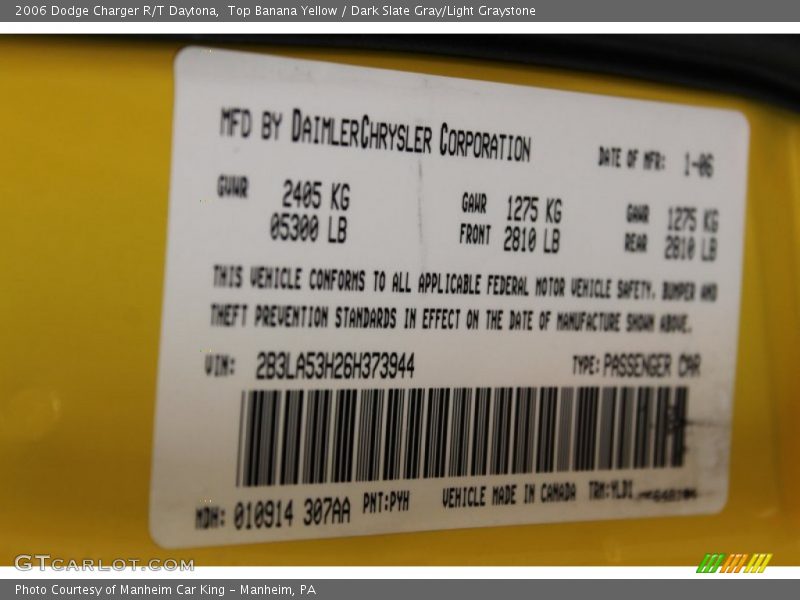 2006 Dodge Charger R/T Daytona,  Top Banana Yellow / Dark Slate Gray/Light Graystone
MFD BY DAIMLERCHRYSLER CORPORATION
DATE OF MFR: 1-06
GVWR 2405 KG
05300 LB
GAWR 1275 KG
FRONT 2810 LB
GAWR 1275 KG
REAR 2810 LB
THIS VEHICLE CONFORMS TO ALL APPLICABLE FEDERAL MOTOR VEHICLE SAFETY, BUMPER AND
THEFT PREVENTION STANDARDS IN EFFECT ON THE DATE OF MANUFACTURE SHOWN ABOVE.
VIN: 2B3LA53H26H373944
TYPE: PASSENGER CAR
MDH: 010914 307AA PNT:PYH VEHICLE MADE IN CANADA TRM:YLD1
GTCARLOT.COM
Photo Courtesy of Manheim Car King - Manheim, PA